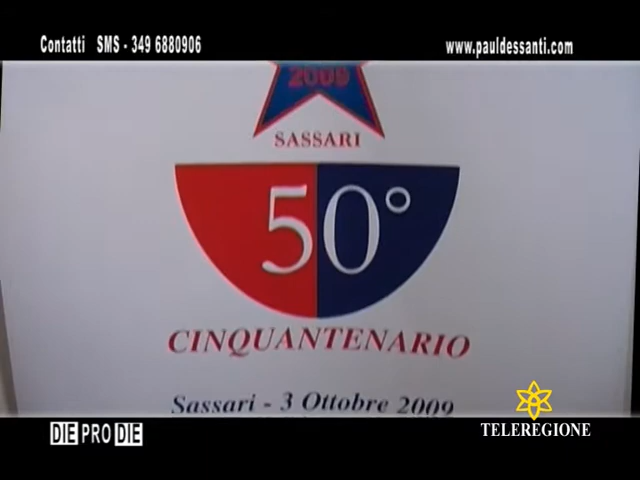 Contatti SMS - 349 6880906
www.pauldessanti.com
2009
SASSARI
50°
CINQUANTENARIO
Sassari - 3 Ottobre 2009
DIE PRO DIE
TELEREGIONE